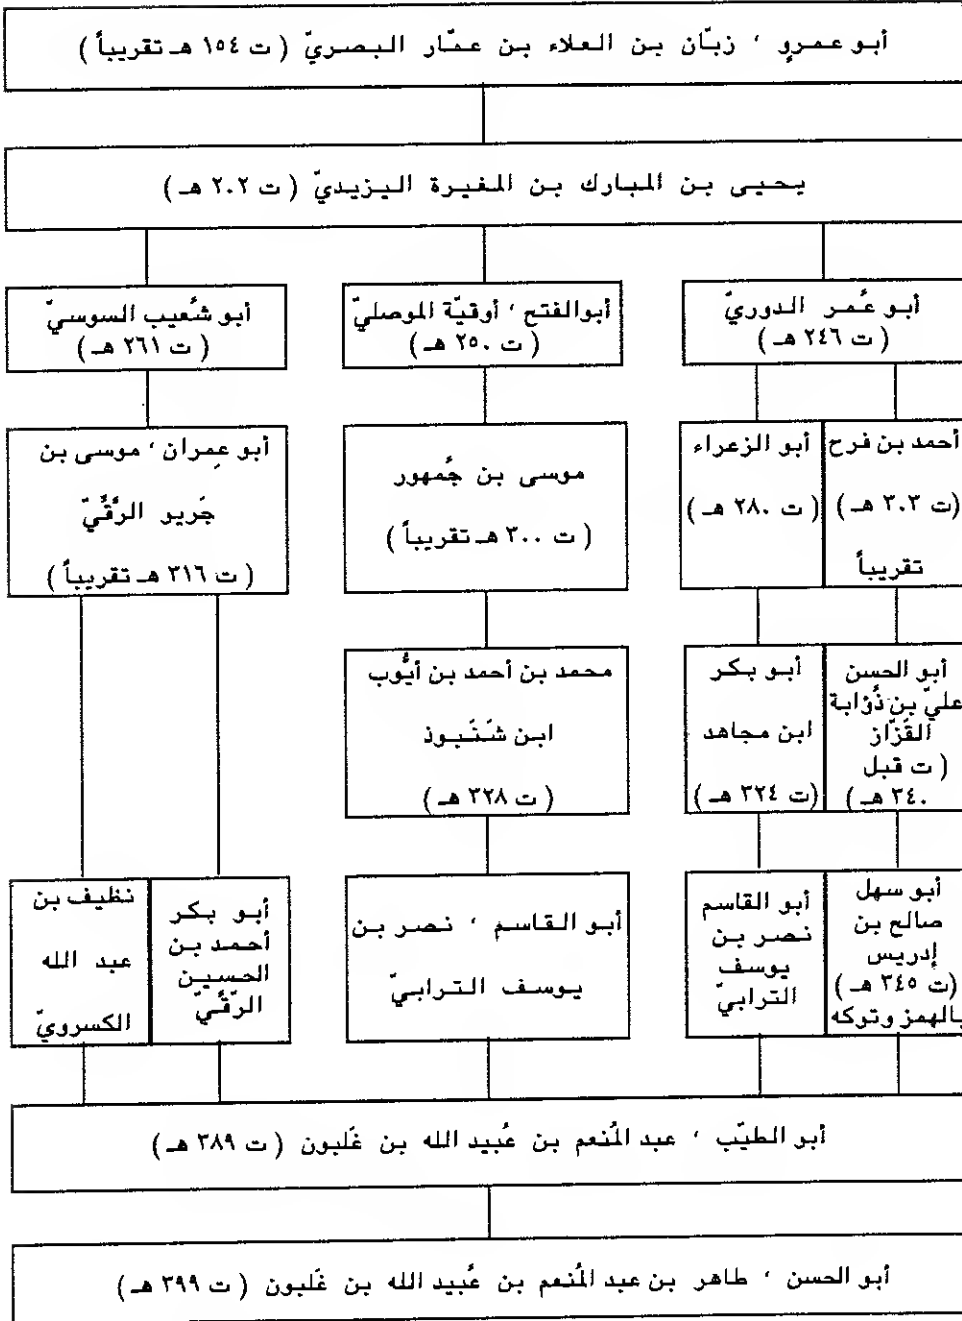 أبو عمرو ، زبّان بن العلاء بن عمّار البصريّ ( ت ١٥٤ هـ تقريباً )
يحيى بن المبارك بن المغيرة اليزيديّ ( ت ٢٠٢ هـ )
أبو عُمر الدوريّ
( ت ٢٤٦ هـ )
أبوالفتح ، أوقيّة الموصليّ
( ت ٢٥٠ هـ )
أبو شُعيب السوسيّ
( ت ٢٦١ هـ )
أحمد بن فرح
(ت ٣٠٣ هـ )
تقريباً
أبو الزعراء
( ت ٢٨٠ هـ )
موسى بن جُمهور
( ت ٣٠٠ هـ تقريباً )
أبو عمِران ، موسى بن
جَرير الرَّقِّيّ
( ت ٣١٦ هـ تقريباً )
أبو الحسن
عليّ بن ذُؤابة
القَزّاز
( ت قبل
٣٤٠ هـ )
أبو بكر
ابن مجاهد
(ت ٣٢٤ هـ )
محمد بن أحمد بن أيُّوب
ابن شَنَبوذ
( ت ٣٢٨ هـ )
أبو سهل
صالح بن
إدريس
(ت ٣٤٥ هـ )
بالهمز وتركه
أبو القاسم
نصر بن
يوسف
الترابيّ
أبو القاسم ، نصر بن
يوسف الترابيّ
أبو بكر
أحمد بن
الحسين
الرّقّيّ
نظيف بن
عبد الله
الكسرويّ
أبو الطيّب ، عبد المُنعم بن عُبيد الله بن غَلبون ( ت ٣٨٩ هـ )
أبو الحسن ، طاهر بن عبد المُنعم بن عُبيد الله بن غَلبون ( ت ٣٩٩ هـ )